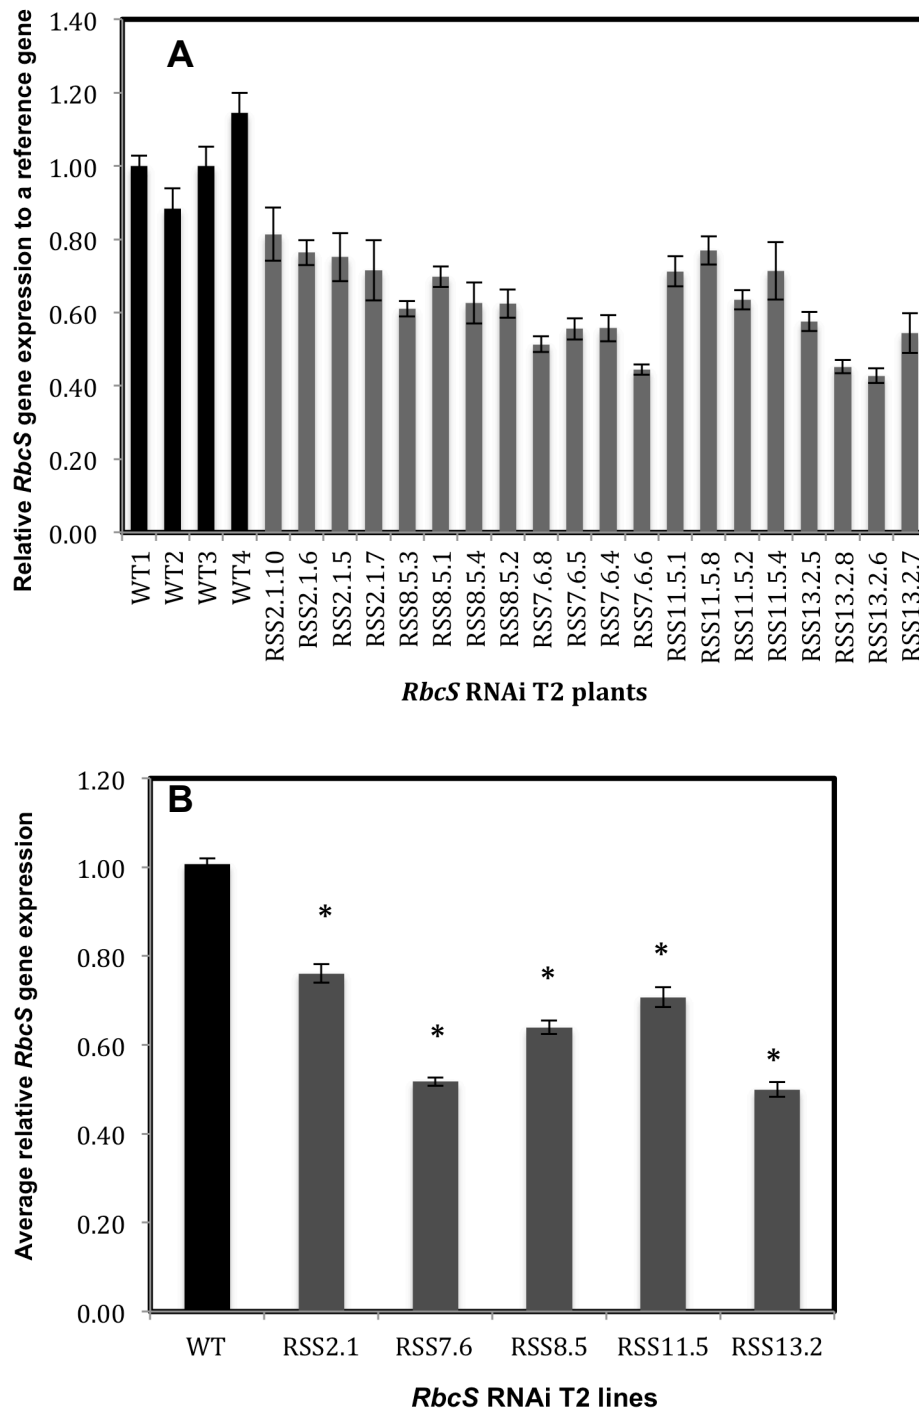 Relative RbcS gene expression to a reference gene
A
1.40
1.20
1.00
0.80
0.60
0.40
0.20
0.00
WT1
WT2
WT3
WT4
RSS2.1.10
RSS2.1.6
RSS2.1.5
RSS2.1.7
RSS8.5.3
RSS8.5.1
RSS8.5.4
RSS8.5.2
RSS7.6.8
RSS7.6.5
RSS7.6.4
RSS7.6.6
RSS11.5.1
RSS11.5.8
RSS11.5.2
RSS11.5.4
RSS13.2.5
RSS13.2.8
RSS13.2.6
RSS13.2.7
RbcS RNAi T2 plants
Average relative RbcS gene expression
B
1.20
1.00
0.80
0.60
0.40
0.20
0.00
*
*
*
*
*
WT
RSS2.1
RSS7.6
RSS8.5
RSS11.5
RSS13.2
RbcS RNAi T2 lines